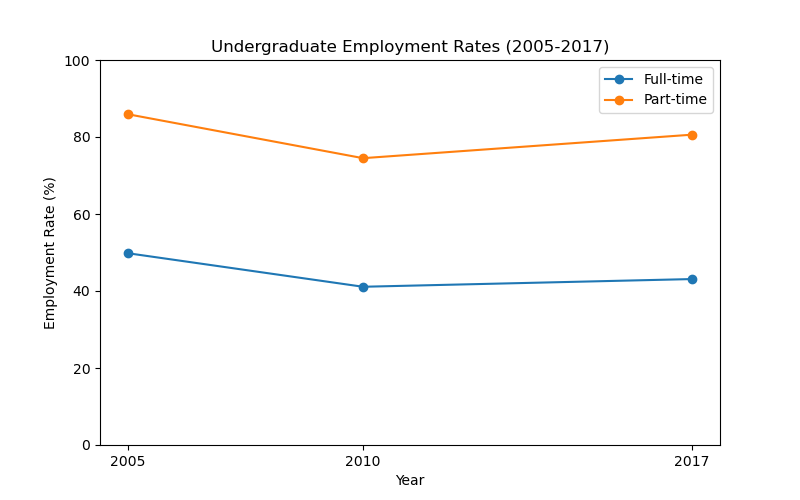 Undergraduate Employment Rates (2005-2017)
Full-time
Part-time
Employment Rate (%)
100
80
60
40
20
0
2005 2010 2017
Year